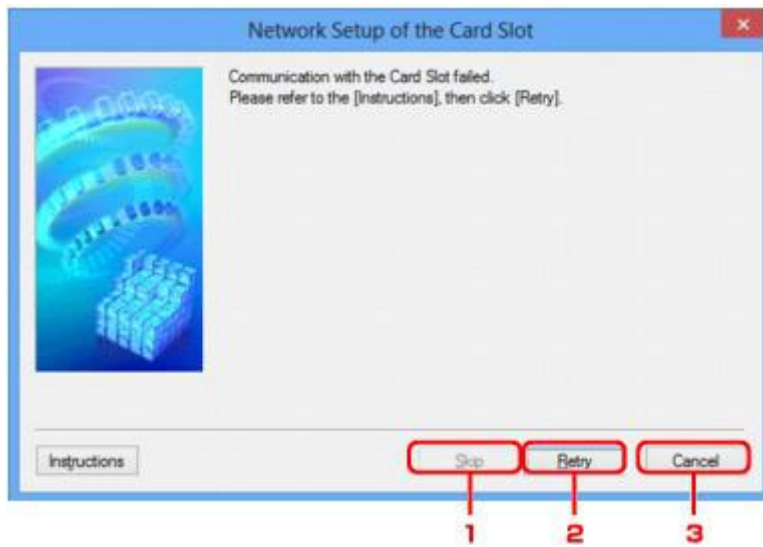 Network Setup of the Card Slot
Communication with the Card Slot failed.
Please refer to the [Instructions], then click [Retry].
Instructions
Skip
Retry
Cancel
1
2
3